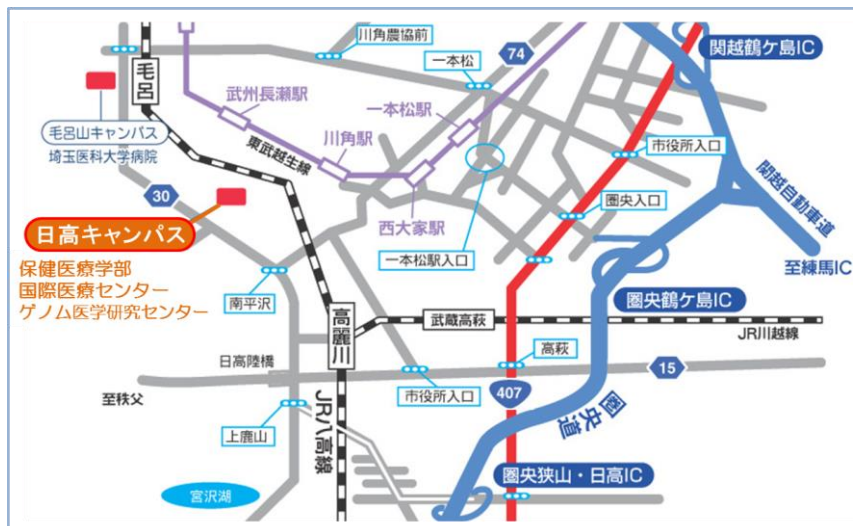 川角農協前
74
関越鶴ケ島IC
毛呂
一本松
武州長瀬駅
一本松駅
毛呂山キャンパス
埼玉医科大学病院
東武越生線
川角駅
市役所入口
関越自動車道
30
圏央入口
日高キャンパス
西大家駅
一本松駅入口
至練馬IC
保健医療学部
国際医療センター
ゲノム医学研究センター
南平沢
圏央鶴ケ島IC
高麗川
武蔵高萩
JR川越線
日高陸橋
高萩
15
至秩父
市役所入口
407
JR八高線
圏央道
上鹿山
宮沢湖
圏央狭山・日高IC